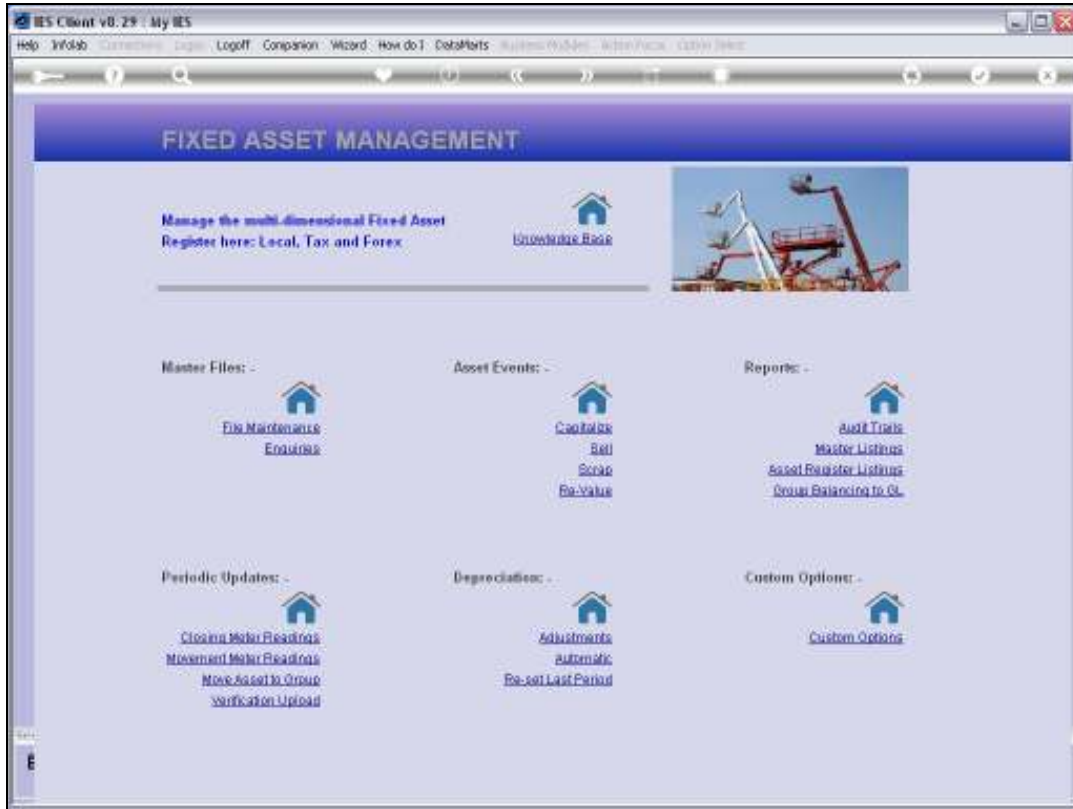 IES Client v8.29 : My IES
Help Infolab Logoff Companion Wizard How do I DataMarts
FIXED ASSET MANAGEMENT
Manage the multi-dimensional Fixed Asset
Register here: Local, Tax and Forex
Knowledge Base
Master Files: -
File Maintenance
Enquiries
Asset Events: -
Capitalize
Sell
Scrap
Re-Value
Reports: -
Audit Trails
Master Listings
Asset Register Listings
Group Balancing to GL
Periodic Updates: -
Closing Meter Readings
Movement Meter Readings
Move Asset to Group
Verification Upload
Depreciation: -
Adjustments
Automatic
Re-set Last Period
Custom Options: -
Custom Options